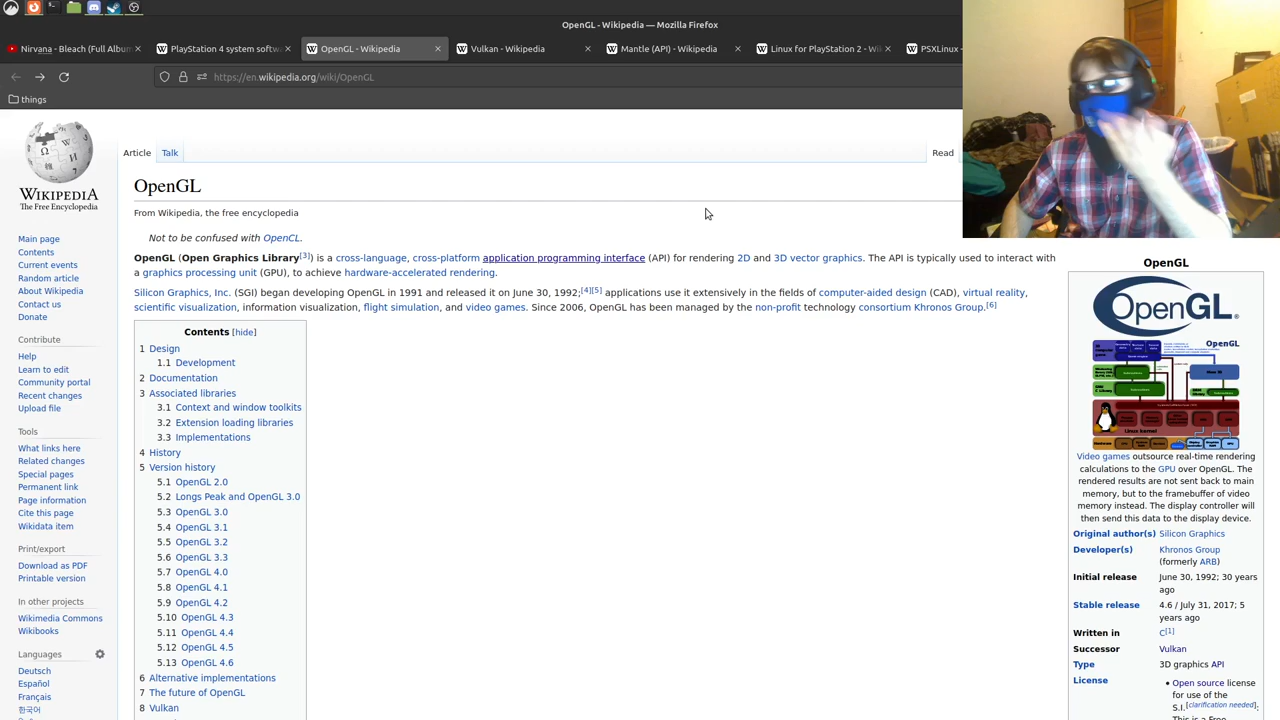 OpenGL - Wikipedia — Mozilla Firefox
Nirvana - Bleach (Full Album
PlayStation 4 system softw
OpenGL - Wikipedia
Vulkan - Wikipedia
Mantle (API) - Wikipedia
Linux for PlayStation 2 - Wik
PSXLinux -
https://en.wikipedia.org/wiki/OpenGL
things
WIKIPEDIA
The Free Encyclopedia
Main page
Contents
Current events
Random article
About Wikipedia
Contact us
Donate
Contribute
Help
Learn to edit
Community portal
Recent changes
Upload file
Tools
What links here
Related changes
Special pages
Permanent link
Page information
Cite this page
Wikidata item
Print/export
Download as PDF
Printable version
In other projects
Wikimedia Commons
Wikibooks
Languages
Deutsch
Español
Français
한국어
Article Talk
Read
OpenGL
From Wikipedia, the free encyclopedia
Not to be confused with OpenCL.
OpenGL (Open Graphics Library[3]) is a cross-language, cross-platform application programming interface (API) for rendering 2D and 3D vector graphics. The API is typically used to interact with
a graphics processing unit (GPU), to achieve hardware-accelerated rendering.
Silicon Graphics, Inc. (SGI) began developing OpenGL in 1991 and released it on June 30, 1992;[4][5] applications use it extensively in the fields of computer-aided design (CAD), virtual reality,
scientific visualization, information visualization, flight simulation, and video games. Since 2006, OpenGL has been managed by the non-profit technology consortium Khronos Group.[6]
Contents [hide]
1 Design
1.1 Development
2 Documentation
3 Associated libraries
3.1 Context and window toolkits
3.2 Extension loading libraries
3.3 Implementations
4 History
5 Version history
5.1 OpenGL 2.0
5.2 Longs Peak and OpenGL 3.0
5.3 OpenGL 3.0
5.4 OpenGL 3.1
5.5 OpenGL 3.2
5.6 OpenGL 3.3
5.7 OpenGL 4.0
5.8 OpenGL 4.1
5.9 OpenGL 4.2
5.10 OpenGL 4.3
5.11 OpenGL 4.4
5.12 OpenGL 4.5
5.13 OpenGL 4.6
6 Alternative implementations
7 The future of OpenGL
8 Vulkan
OpenGL
OpenGL®
OpenGL
Linux kernel
Video games outsource real-time rendering
calculations to the GPU over OpenGL. The
rendered results are not sent back to main
memory, but to the framebuffer of video
memory instead. The display controller will
then send this data to the display device.
Original author(s) Silicon Graphics
Developer(s) Khronos Group
(formerly ARB)
Initial release June 30, 1992; 30 years
ago
Stable release 4.6 / July 31, 2017; 5
years ago
Written in C[1]
Successor Vulkan
Type 3D graphics API
License • Open source license
for use of the
S.I.[clarification needed]:
This is a Free